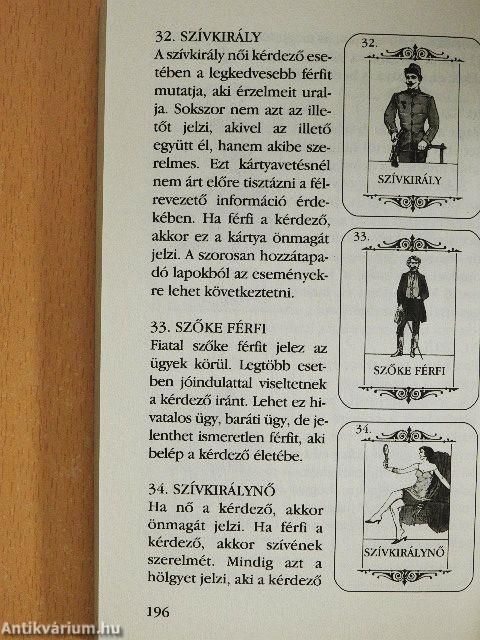 32. SZÍVKIRÁLY
A szívkirály női kérdező ese-
tében a legkedvesebb férfit
mutatja, aki érzelmeit ural-
ja. Sokszor nem azt az ille-
tőt jelzi, akivel az illető
együtt él, hanem akibe sze-
relmes. Ezt kártyavetésnél
nem árt előre tisztázni a fél-
revezető információ érde-
kében. Ha férfi a kérdező,
akkor ez a kártya önmagát
jelzi. A szorosan hozzátapa-
dó lapokból az események-
re lehet következtetni.
33. SZŐKE FÉRFI
Fiatal szőke férfit jelez az
ügyek körül. Legtöbb eset-
ben jóindulattal viseltetnek
a kérdező iránt. Lehet ez hi-
vatalos ügy, baráti ügy, de je-
lenthet ismeretlen férfit, aki
belép a kérdező életébe.
34. SZÍVKIRÁLYNŐ
Ha nő a kérdező, akkor
önmagát jelzi. Ha férfi a
kérdező, akkor szívének
szerelmét. Mindig azt a
hölgyet jelzi, aki a kérdező
196
32.
SZÍVKIRÁLY
33.
SZŐKE FÉRFI
34.
SZÍVKIRÁLYNŐ
Antikvárium.hu